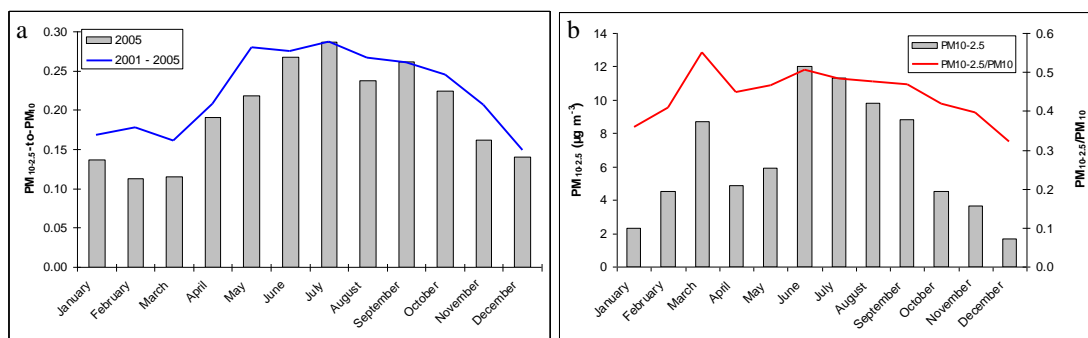 a
2005
2001 - 2005
PM10-2.5-to-PM10
0.30
0.25
0.20
0.15
0.10
0.05
0.00
January
February
March
April
May
June
July
August
September
October
November
December
b
PM10-2.5
PM10-2.5/PM10
PM10-2.5 (µg m-3)
14
12
10
8
6
4
2
0
0.6
0.5
0.4
0.3
0.2
0.1
0.0
PM10-2.5/PM10
January
February
March
April
May
June
July
August
September
October
November
December